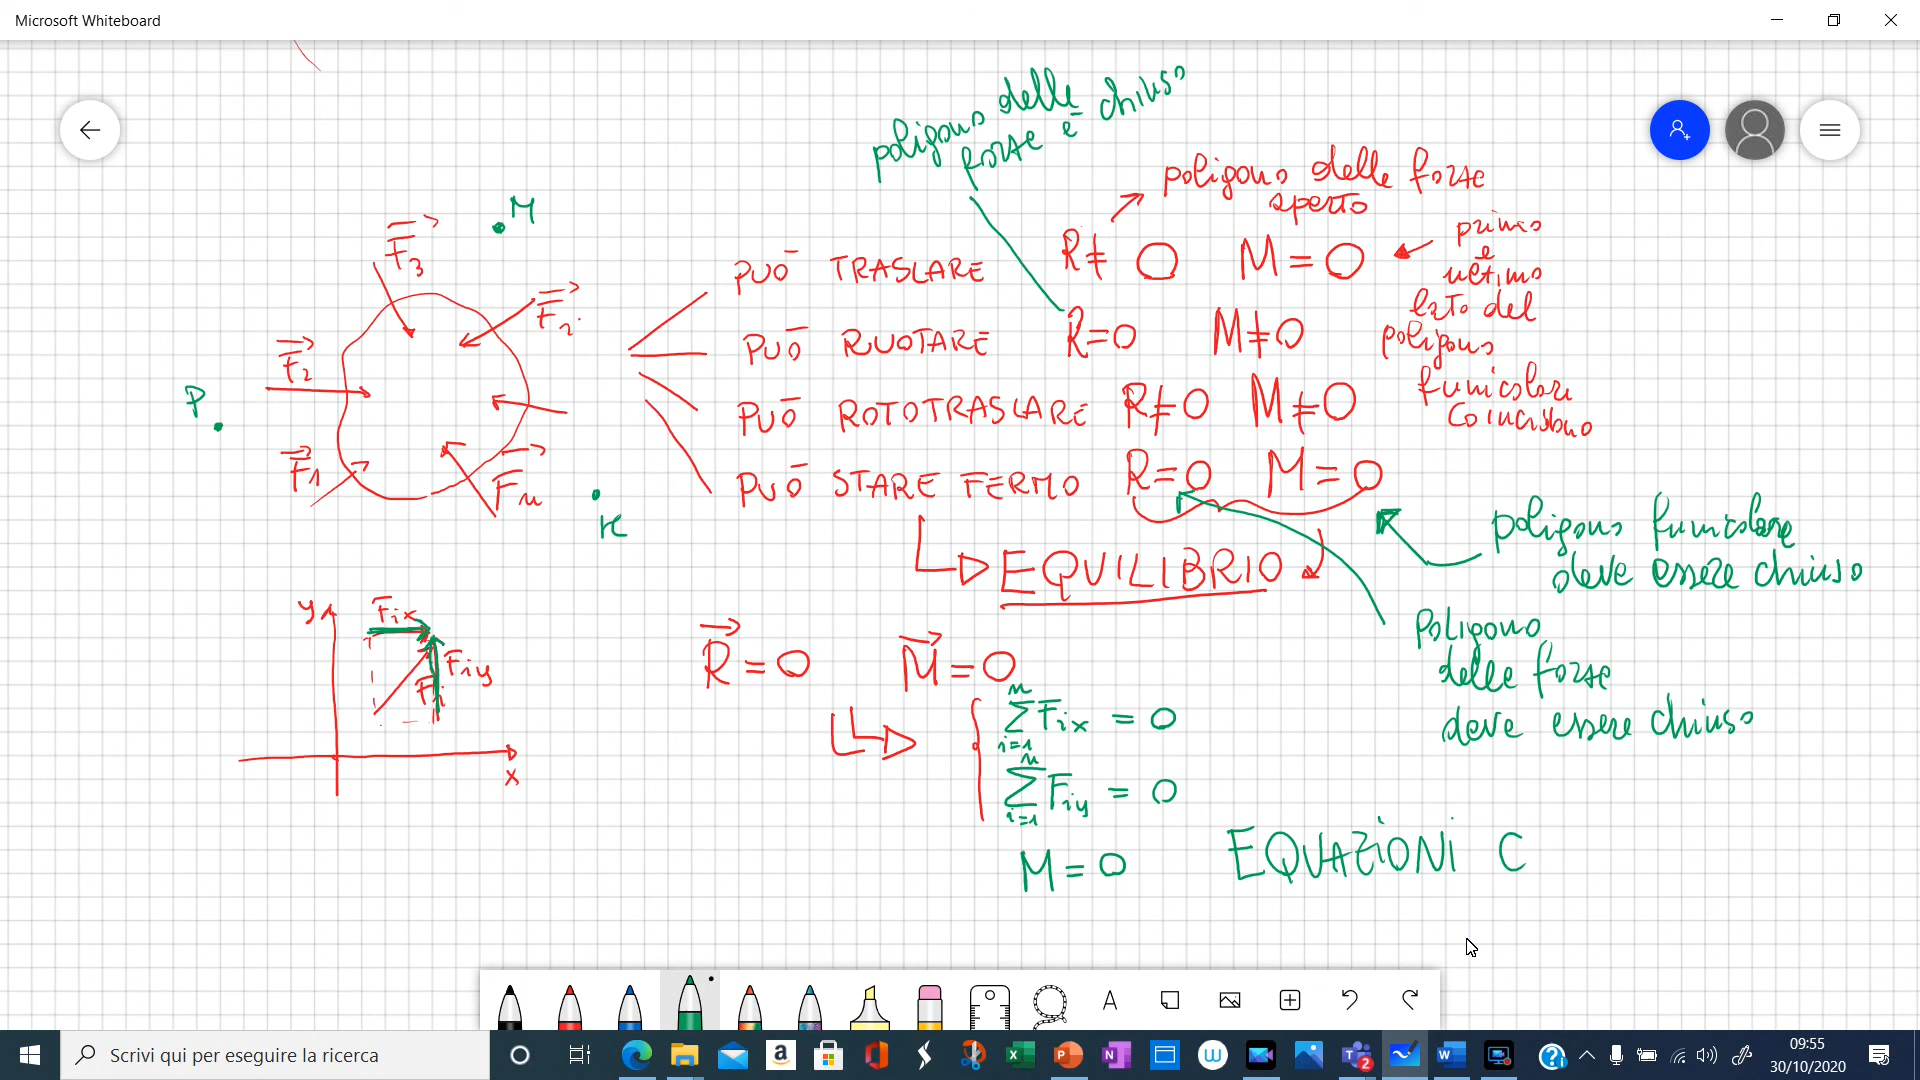 Microsoft Whiteboard
poligono delle
forze è chiuso
poligono delle forze
aperto
M
F3
F2
F2
F1
Fn
P
K
PUÒ TRASLARE R≠0 M=0
primo
e
ultimo
lato del
poligono
funicolare
coincidono
PUÒ RUOTARE R=0 M≠0
PUÒ ROTOTRASLARE R≠0 M≠0
PUÒ STARE FERMO R=0 M=0
EQUILIBRIO
poligono funicolare
deve essere chiuso
Poligono
delle forze
deve essere chiuso
y
Fix
Fiy
Fi
x
R=0 M=0
n
∑ Fix = 0
i=1
n
∑ Fiy = 0
i=1
M=0
EQUAZIONI C
Scrivi qui per eseguire la ricerca
2
09:55
30/10/2020